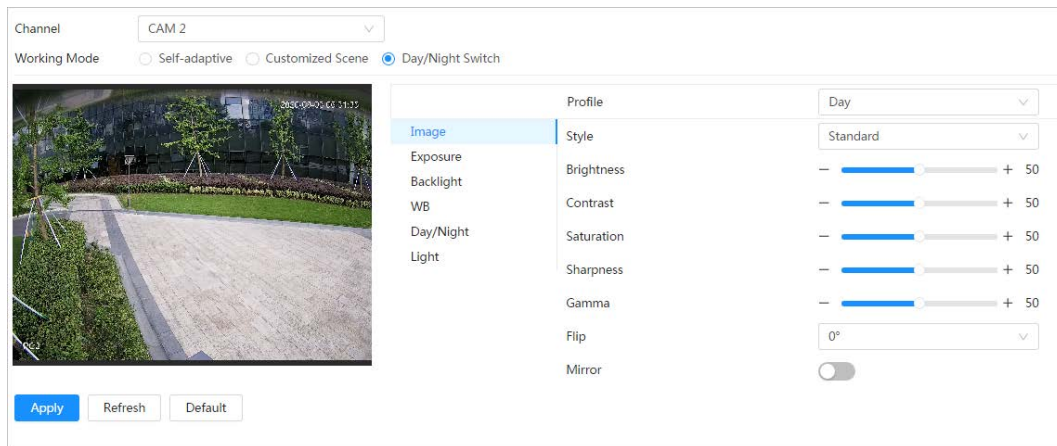 Channel CAM 2
Working Mode Self-adaptive Customized Scene Day/Night Switch
Profile Day
Image Style Standard
Exposure
Brightness − + 50
Backlight
Contrast − + 50
WB
Day/Night
Saturation − + 50
Light
Sharpness − + 50
Gamma − + 50
Flip 0°
Mirror
Apply Refresh Default